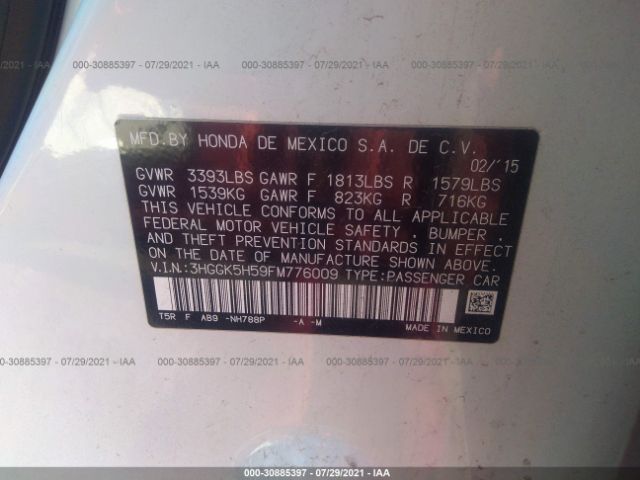 000-30885397 / 07/29/2021 - IAA
000-30885397 / 07/29/2021 - IAA
000-30885397 / 07/29/2021 - IAA
MFD.BY HONDA DE MEXICO S.A. DE C.V.
02/'15
GVWR 3393LBS GAWR F 1813LBS R 1579LBS
GVWR 1539KG GAWR F 823KG R 716KG
THIS VEHICLE CONFORMS TO ALL APPLICABLE
FEDERAL MOTOR VEHICLE SAFETY , BUMPER ,
AND THEFT PREVENTION STANDARDS IN EFFECT
ON THE DATE OF MANUFACTURE SHOWN ABOVE.
V.I.N:3HGGK5H59FM776009 TYPE:PASSENGER CAR
T5R F AB9 -NH788P -A -M
MADE IN MEXICO
000-30885397 / 07/29/2021 - IAA
000-30885397 / 07/29/2021 - IAA
000-30885397 / 07/29/2021 - IAA
000-30885397 / 07/29/2021 - IAA